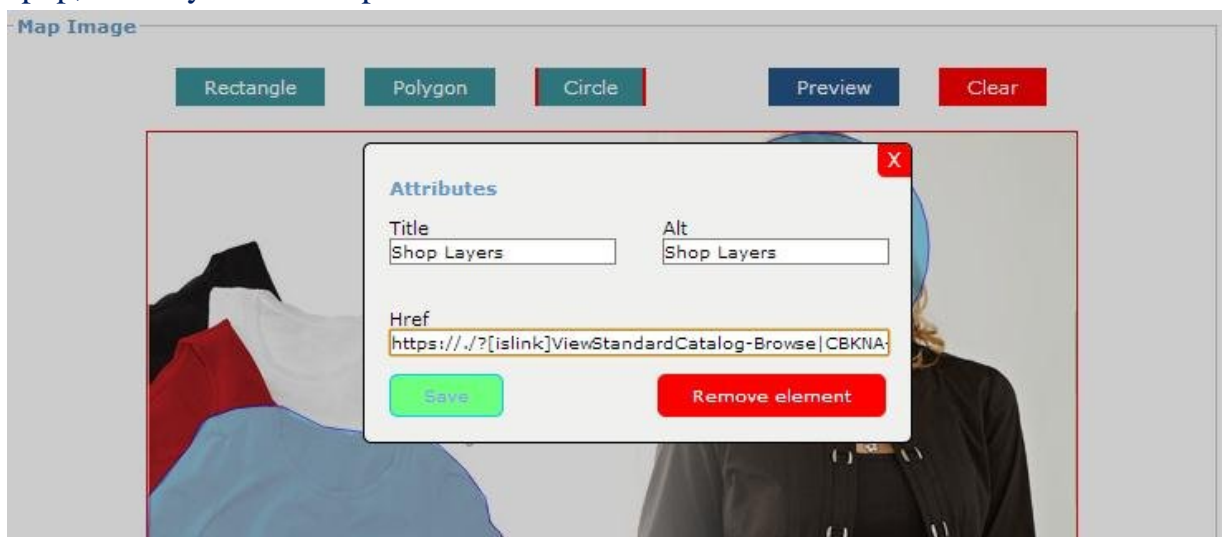 Map Image
Rectangle Polygon Circle Preview Clear
X
Attributes
Title Alt
Shop Layers Shop Layers
Href
https://./?[islink]ViewStandardCatalog-Browse|CBKNA-
Save Remove element